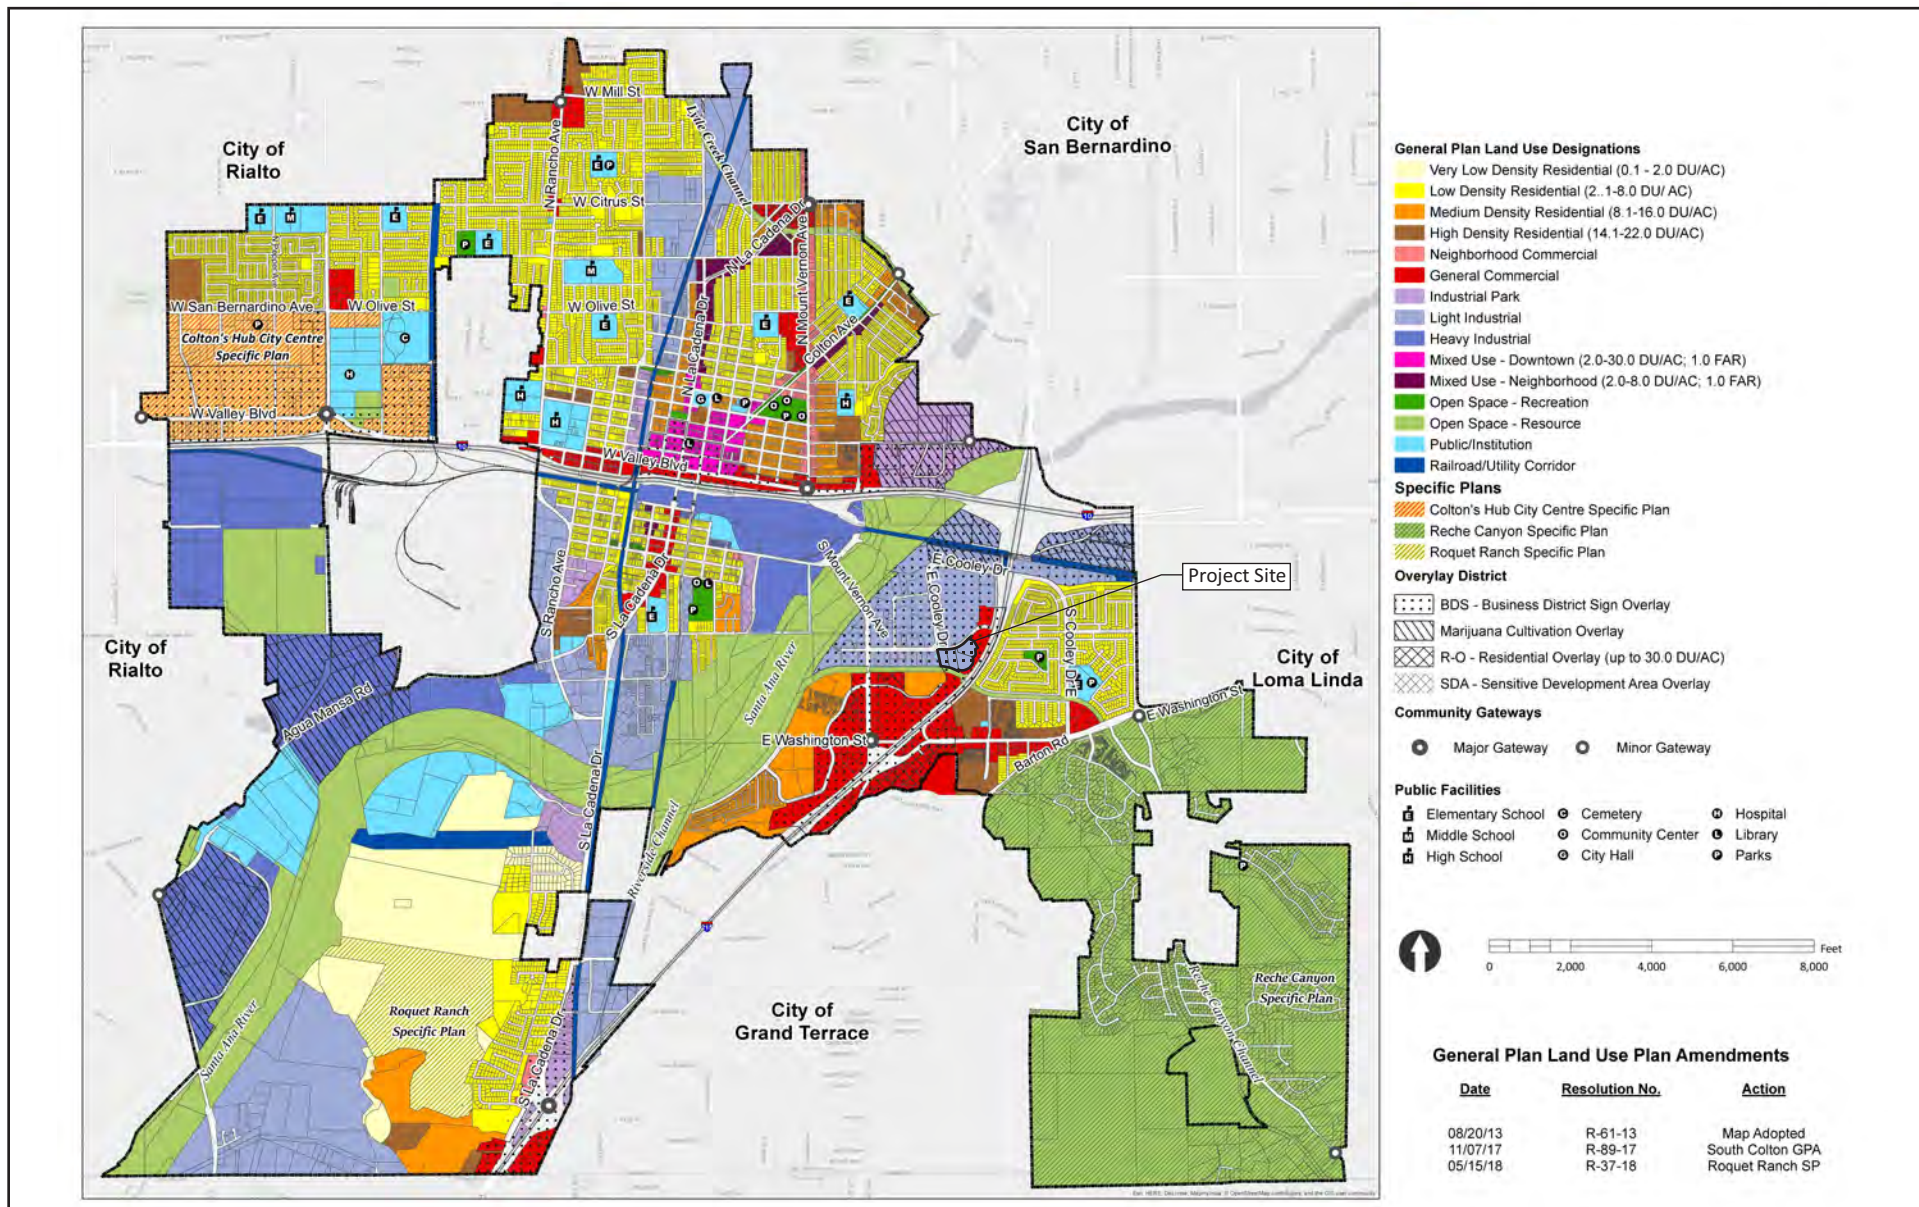 City of
Rialto
City of
San Bernardino
W Mill St
Lytle Creek Channel
N Rancho Ave
W Citrus St
N La Cadena Dr
N Mount Vernon Ave
W San Bernardino Ave
W Olive St
W Olive St
Colton's Hub City Centre
Specific Plan
N La Cadena Dr
Colton Ave
W Valley Blvd
W Valley Blvd
10
10
S Rancho Ave
S La Cadena Dr
S Mount Vernon Ave
E Cooley Dr
E Cooley Dr
S Cooley Dr E
Project Site
City of
Rialto
City of
Loma Linda
Agua Mansa Rd
Santa Ana River
E Washington St
E Washington St
Barton Rd
S La Cadena Dr
Riverside Channel
215
Roquet Ranch
Specific Plan
Santa Ana River
S La Cadena Dr
City of
Grand Terrace
Reche Canyon Channel
Reche Canyon
Specific Plan
General Plan Land Use Designations
Very Low Density Residential (0.1 - 2.0 DU/AC)
Low Density Residential (2..1-8.0 DU/ AC)
Medium Density Residential (8.1-16.0 DU/AC)
High Density Residential (14.1-22.0 DU/AC)
Neighborhood Commercial
General Commercial
Industrial Park
Light Industrial
Heavy Industrial
Mixed Use - Downtown (2.0-30.0 DU/AC; 1.0 FAR)
Mixed Use - Neighborhood (2.0-8.0 DU/AC; 1.0 FAR)
Open Space - Recreation
Open Space - Resource
Public/Institution
Railroad/Utility Corridor
Specific Plans
Colton's Hub City Centre Specific Plan
Reche Canyon Specific Plan
Roquet Ranch Specific Plan
Overylay District
BDS - Business District Sign Overlay
Marijuana Cultivation Overlay
R-O - Residential Overlay (up to 30.0 DU/AC)
SDA - Sensitive Development Area Overlay
Community Gateways
Major Gateway Minor Gateway
Public Facilities
E Elementary School C Cemetery H Hospital
M Middle School O Community Center L Library
H High School G City Hall P Parks
Feet
0 2,000 4,000 6,000 8,000
General Plan Land Use Plan Amendments
Date Resolution No. Action
08/20/13 R-61-13 Map Adopted
11/07/17 R-89-17 South Colton GPA
05/15/18 R-37-18 Roquet Ranch SP